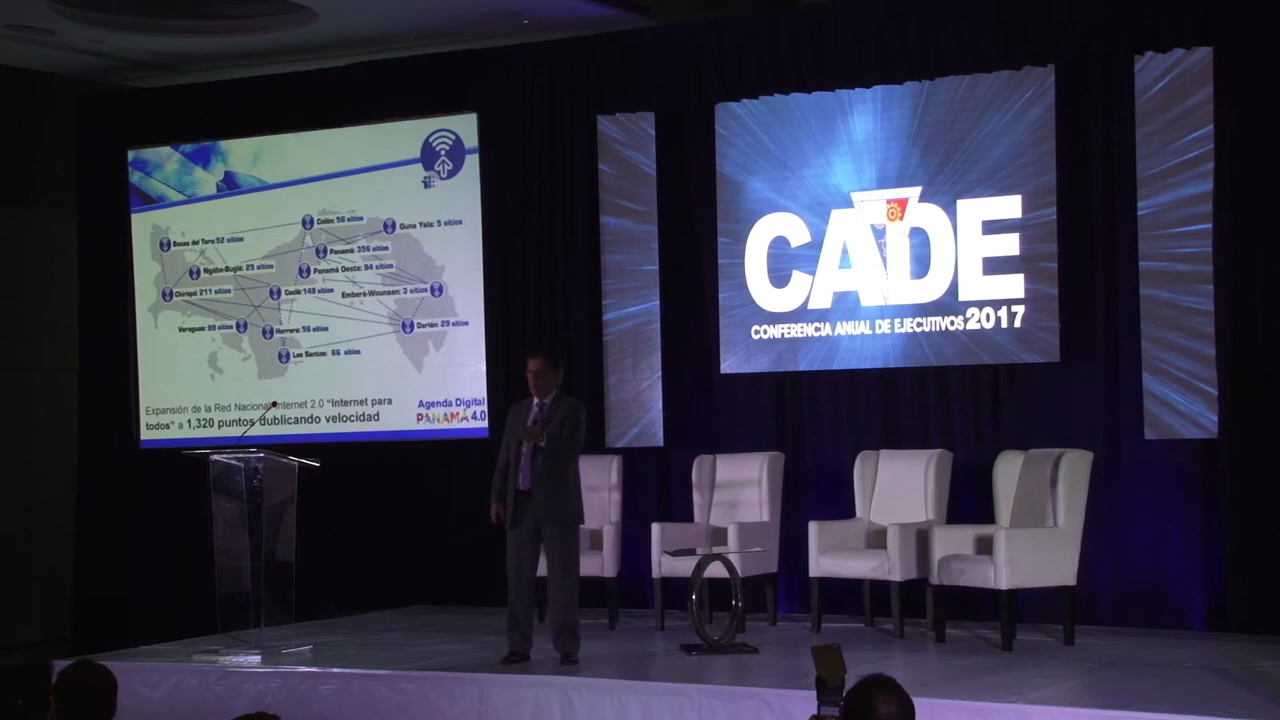 Colón: 56 sitios
Guna Yala: 5 sitios
Bocas del Toro: 52 sitios
Panamá: 356 sitios
Ngäbe-Buglé: 25 sitios
Panamá Oeste: 94 sitios
Chiriquí: 211 sitios
Coclé: 148 sitios
Emberá-Wounaan: 3 sitios
Veraguas: 99 sitios
Herrera: 56 sitios
Darién: 29 sitios
Los Santos: 66 sitios
Expansión de la Red Nacional Internet 2.0 “Internet para
todos” a 1,320 puntos dublicando velocidad
Agenda Digital
PANAMÁ 4.0
CADE
CONFERENCIA ANUAL DE EJECUTIVOS 2017